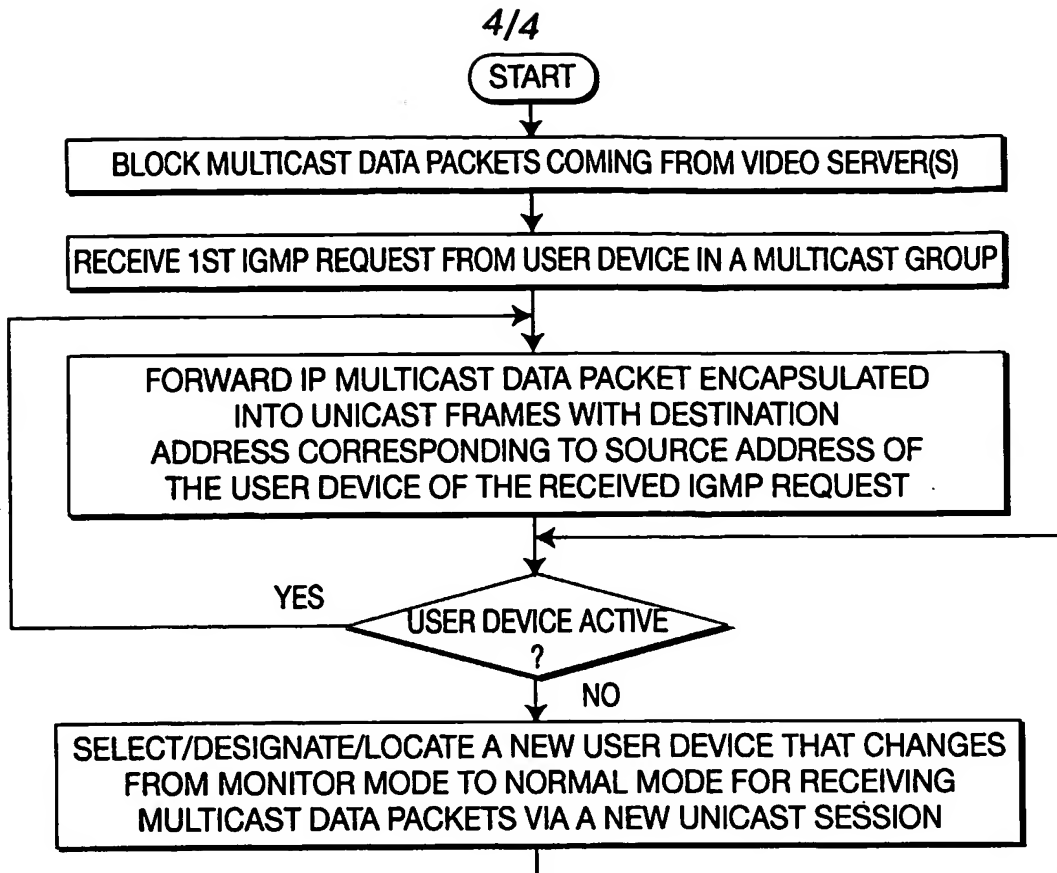 4/4
START
BLOCK MULTICAST DATA PACKETS COMING FROM VIDEO SERVER(S)
RECEIVE 1ST IGMP REQUEST FROM USER DEVICE IN A MULTICAST GROUP
FORWARD IP MULTICAST DATA PACKET ENCAPSULATED
INTO UNICAST FRAMES WITH DESTINATION
ADDRESS CORRESPONDING TO SOURCE ADDRESS OF
THE USER DEVICE OF THE RECEIVED IGMP REQUEST
YES
USER DEVICE ACTIVE
?
NO
SELECT/DESIGNATE/LOCATE A NEW USER DEVICE THAT CHANGES
FROM MONITOR MODE TO NORMAL MODE FOR RECEIVING
MULTICAST DATA PACKETS VIA A NEW UNICAST SESSION